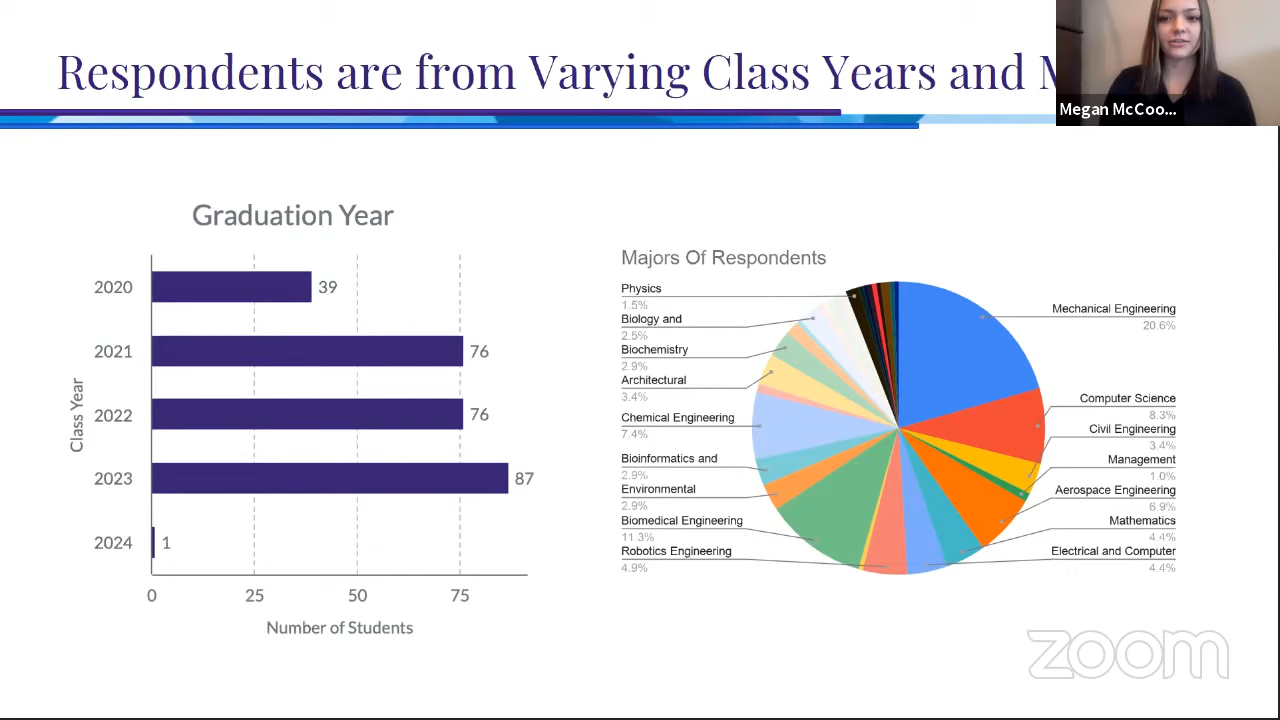 Respondents are from Varying Class Years and
Megan McCoo...
Graduation Year
2020
39
2021
76
2022
76
2023
87
2024
1
Class Year
0 25 50 75
Number of Students
Majors Of Respondents
Physics
1.5%
Biology and
2.5%
Biochemistry
2.9%
Architectural
3.4%
Chemical Engineering
7.4%
Bioinformatics and
2.9%
Environmental
2.9%
Biomedical Engineering
11.3%
Robotics Engineering
4.9%
Mechanical Engineering
20.6%
Computer Science
8.3%
Civil Engineering
3.4%
Management
1.0%
Aerospace Engineering
6.9%
Mathematics
4.4%
Electrical and Computer
4.4%
zoom